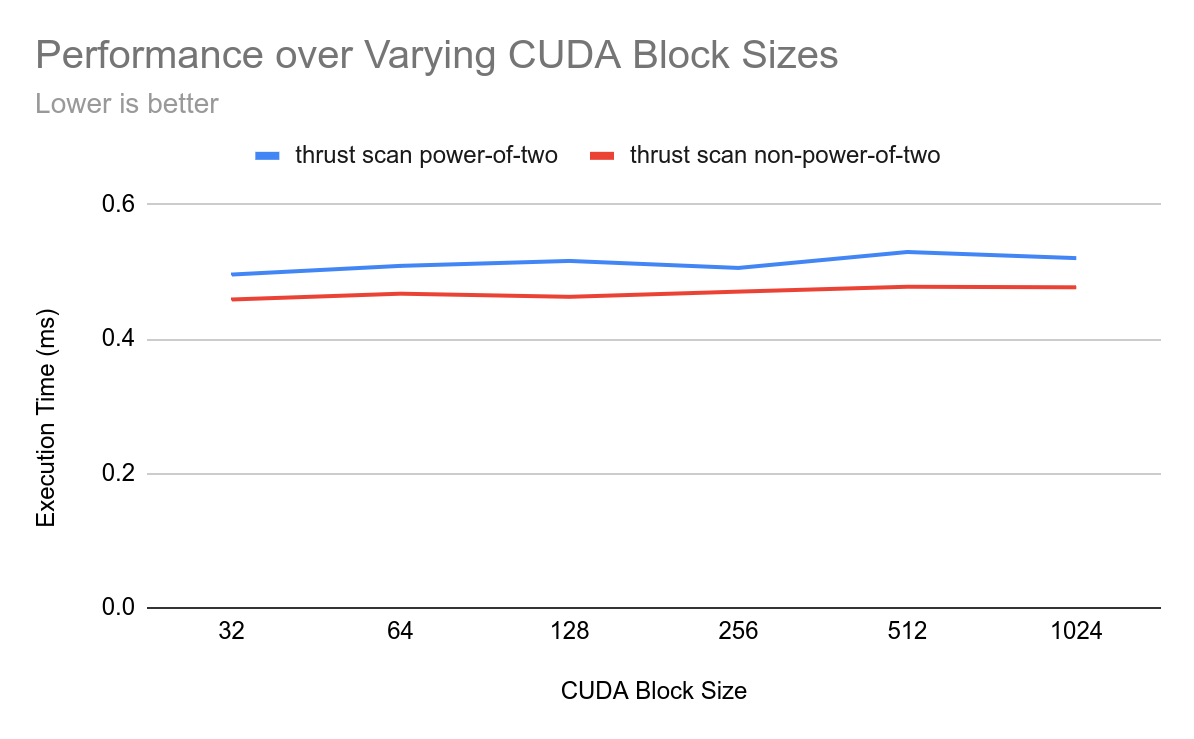 Performance over Varying CUDA Block Sizes
Lower is better
thrust scan power-of-two thrust scan non-power-of-two
0.6
0.4
0.2
0.0
Execution Time (ms)
32 64 128 256 512 1024
CUDA Block Size